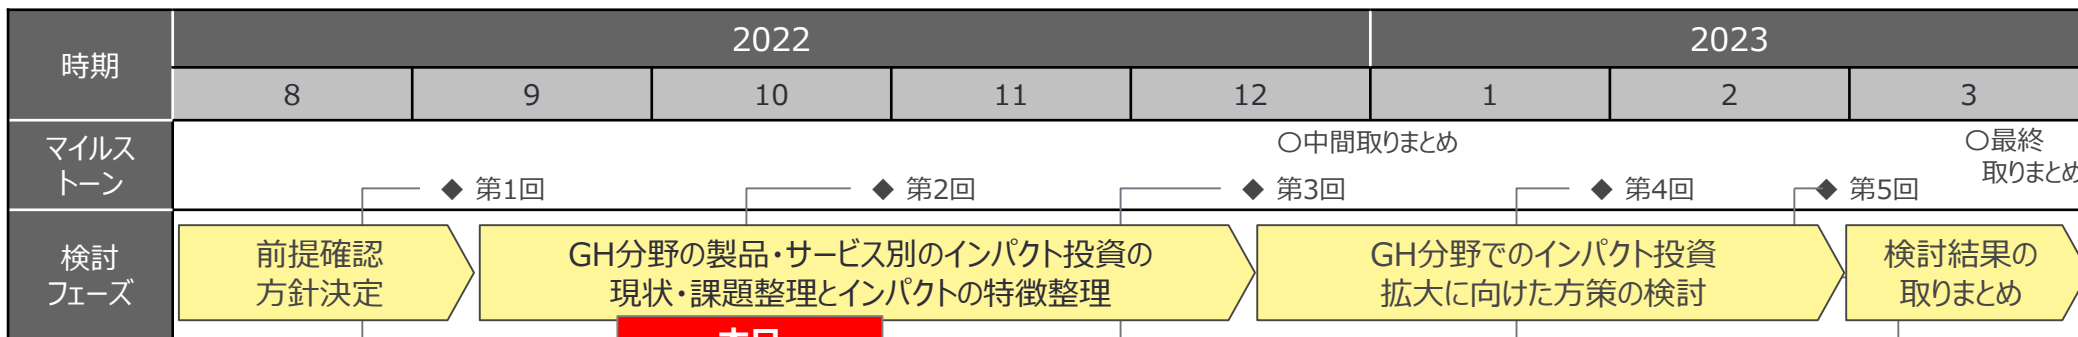 時期
2022
2023
8
9
10
11
12
1
2
3
マイルス
トーン
〇中間取りまとめ
〇最終
取りまとめ
◆ 第1回
◆ 第2回
◆ 第3回
◆ 第4回
◆ 第5回
検討
フェーズ
前提確認
方針決定
GH分野の製品・サービス別のインパクト投資の
現状・課題整理とインパクトの特徴整理
GH分野でのインパクト投資
拡大に向けた方策の検討
検討結果の
取りまとめ